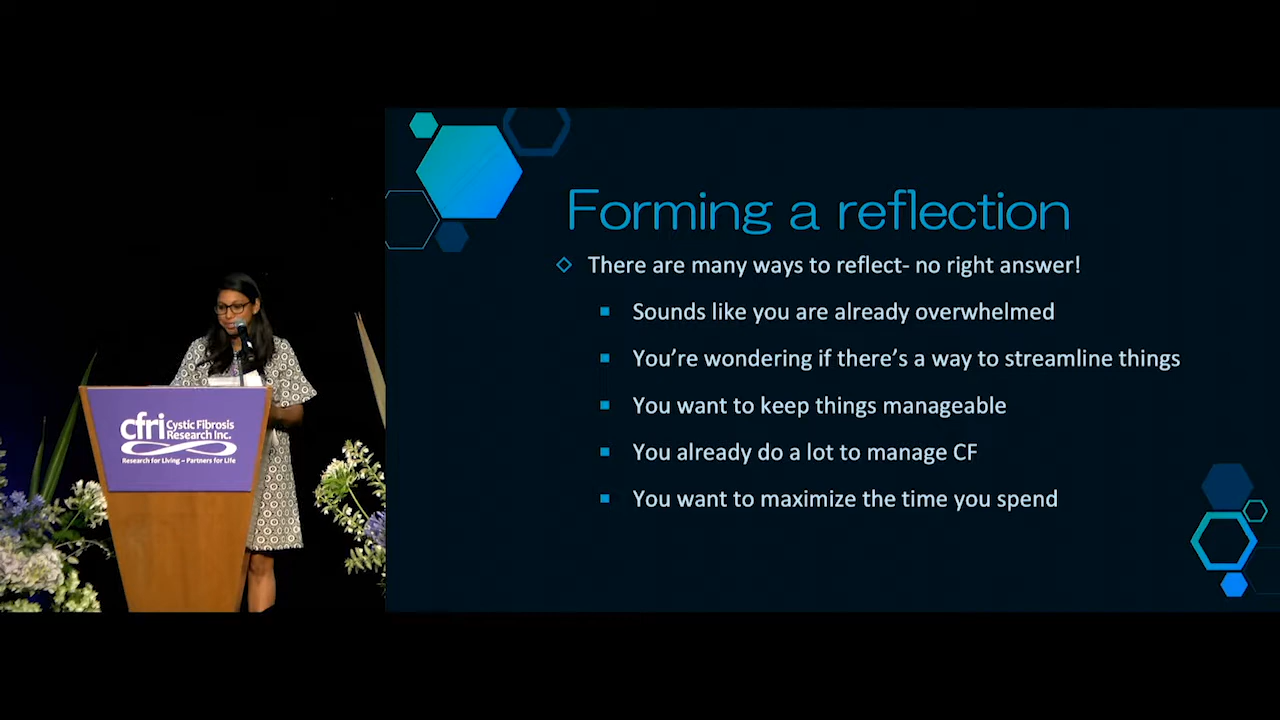 cfri Cystic Fibrosis
Research Inc.
Research for Living – Partners for Life
Forming a reflection
There are many ways to reflect- no right answer!
Sounds like you are already overwhelmed
You’re wondering if there’s a way to streamline things
You want to keep things manageable
You already do a lot to manage CF
You want to maximize the time you spend